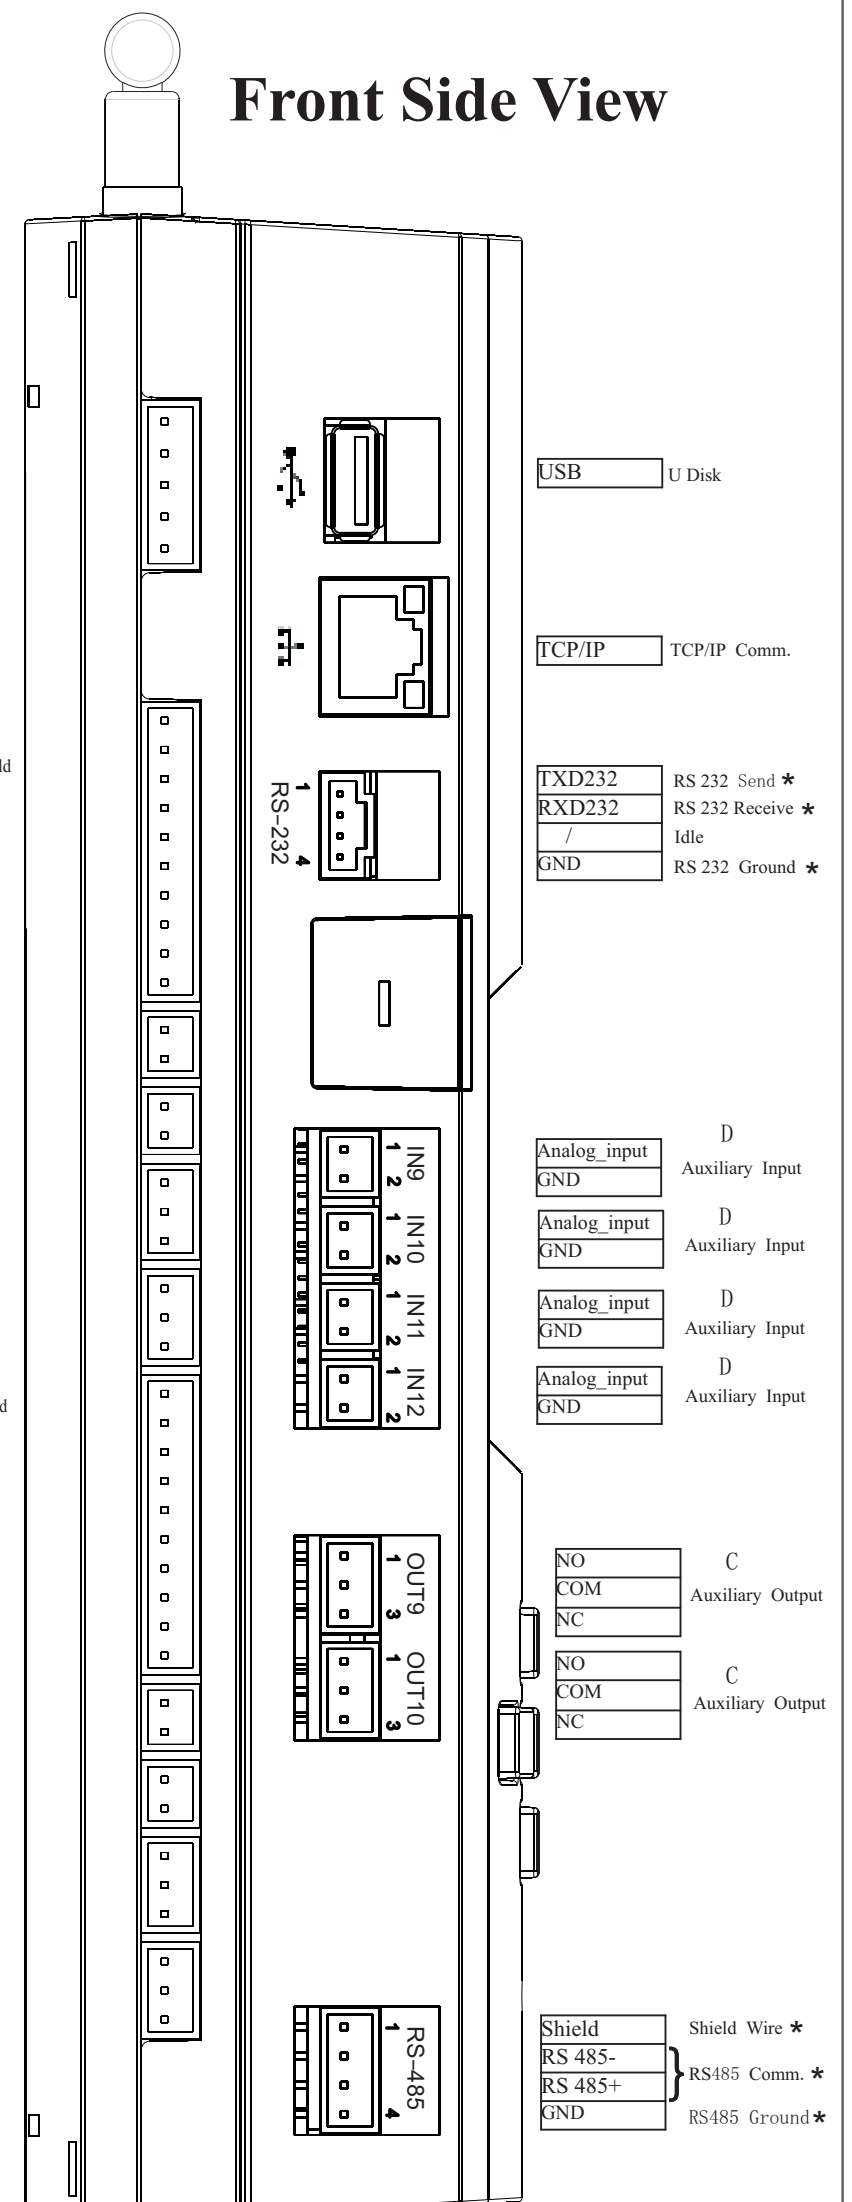 Front Side View
USB U Disk
TCP/IP TCP/IP Comm.
ld
1
RS-232
4
TXD232 RS 232 Send *
RXD232 RS 232 Receive *
/ Idle
GND RS 232 Ground *
1 IN9
2
Analog_input D
GND Auxiliary Input
1 IN10
2
Analog_input D
GND Auxiliary Input
1 IN11
2
Analog_input D
GND Auxiliary Input
1 IN12
2
Analog_input D
GND Auxiliary Input
d
1 OUT9
3
NO C
COM Auxiliary Output
NC
1 OUT10
3
NO C
COM Auxiliary Output
NC
1 RS-485
4
Shield Shield Wire *
RS 485-
RS 485+ } RS485 Comm. *
GND RS485 Ground *